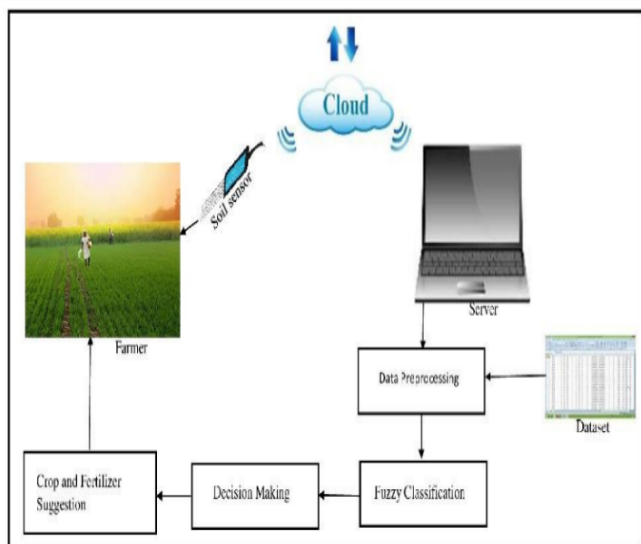 Cloud
Soil sensor
Server
Farmer
Data Preprocessing
Dataset
Crop and Fertilizer
Suggestion
Decision Making
Fuzzy Classification